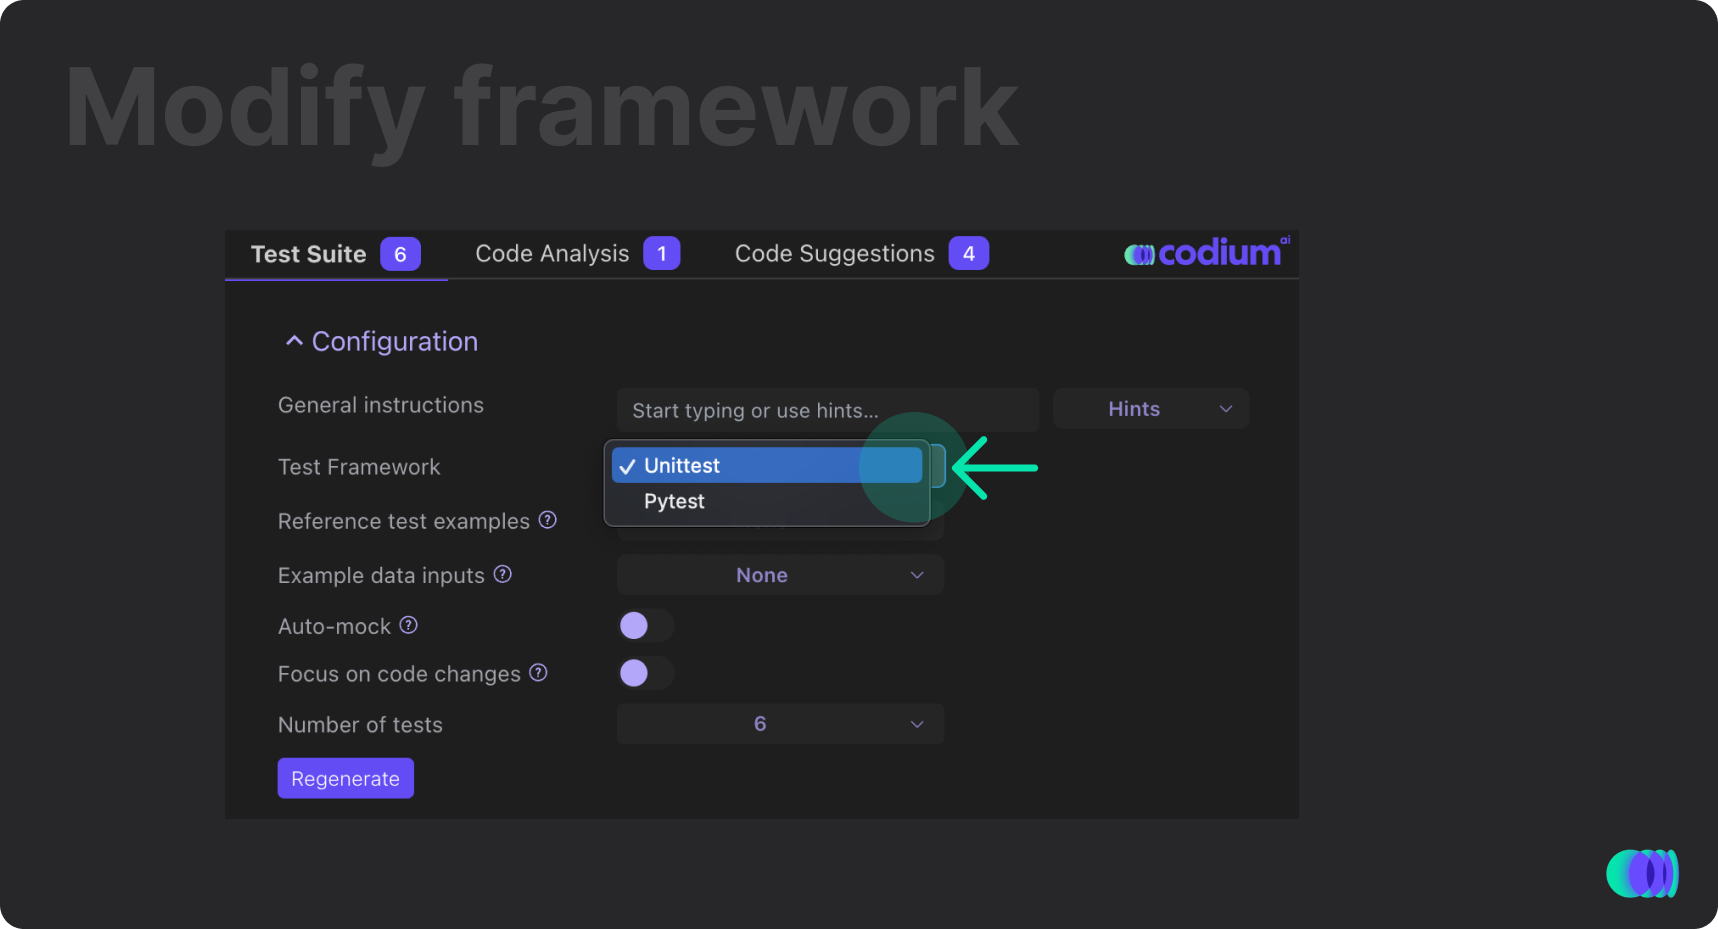 Modify framework
Test Suite 6 Code Analysis 1 Code Suggestions 4 codium ai
Configuration
General instructions Start typing or use hints... Hints
Test Framework ✓ Unittest
Pytest
Reference test examples ?
Example data inputs ? None
Auto-mock ?
Focus on code changes ?
Number of tests 6
Regenerate